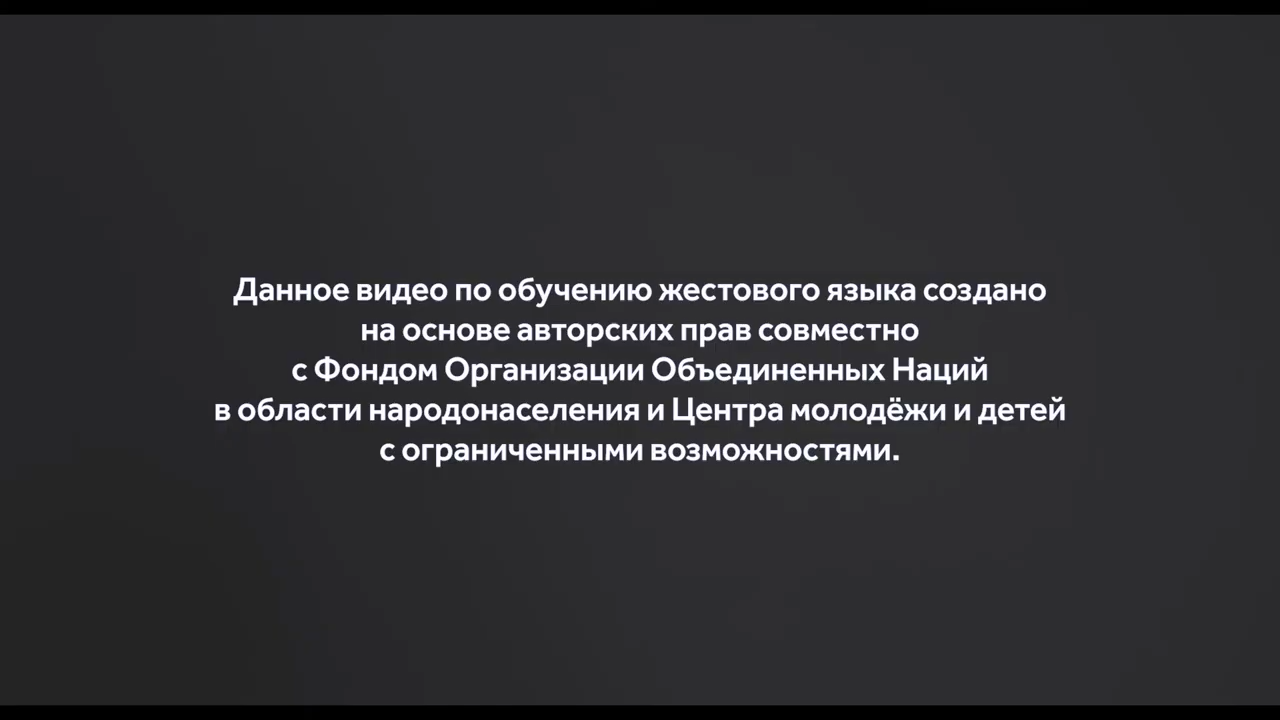 Данное видео по обучению жестового языка создано
на основе авторских прав совместно
с Фондом Организации Объединенных Наций
в области народонаселения и Центра молодёжи и детей
с ограниченными возможностями.